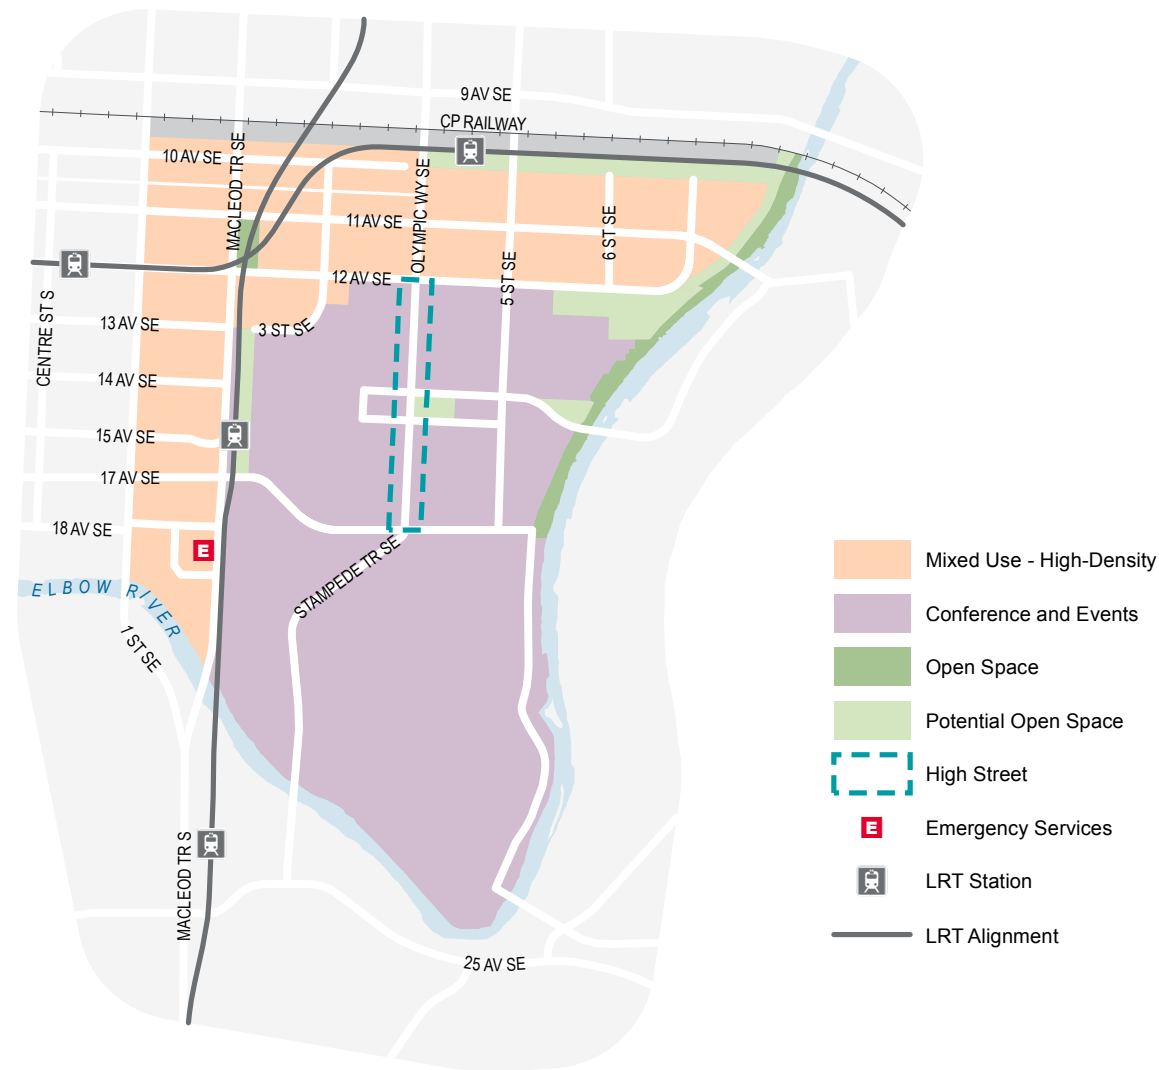 9 AV SE
CP RAILWAY
10 AV SE
MACLEOD TR SE
OLYMPIC WY SE
11 AV SE
6 ST SE
5 ST SE
12 AV SE
CENTRE ST S
13 AV SE
3 ST SE
14 AV SE
15 AV SE
17 AV SE
18 AV SE
E
STAMPEDE TR SE
ELBOW RIVER
1 ST SE
MACLEOD TR S
25 AV SE
Mixed Use - High-Density
Conference and Events
Open Space
Potential Open Space
High Street
E
Emergency Services
LRT Station
LRT Alignment